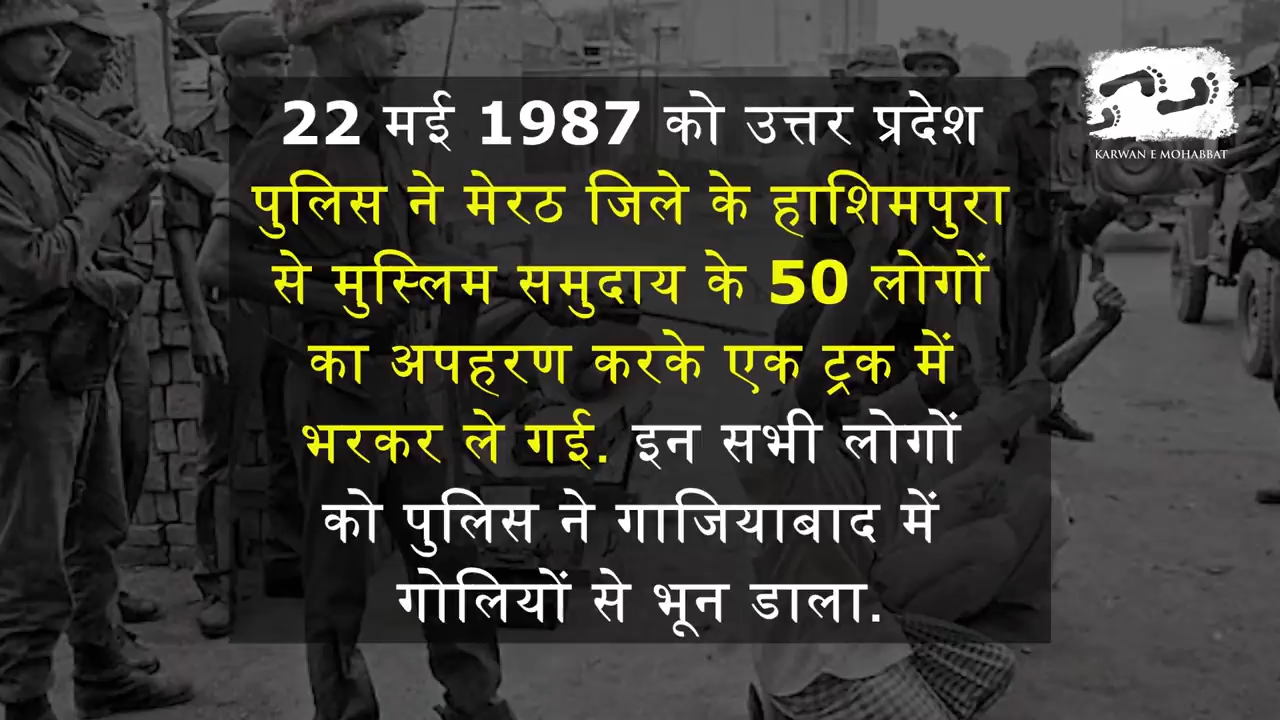 22 मई 1987 को उत्तर प्रदेश
पुलिस ने मेरठ जिले के हाशिमपुरा
से मुस्लिम समुदाय के 50 लोगों
का अपहरण करके एक ट्रक में
भरकर ले गई. इन सभी लोगों
को पुलिस ने गाजियाबाद में
गोलियों से भून डाला.
KARWAN E MOHABBAT